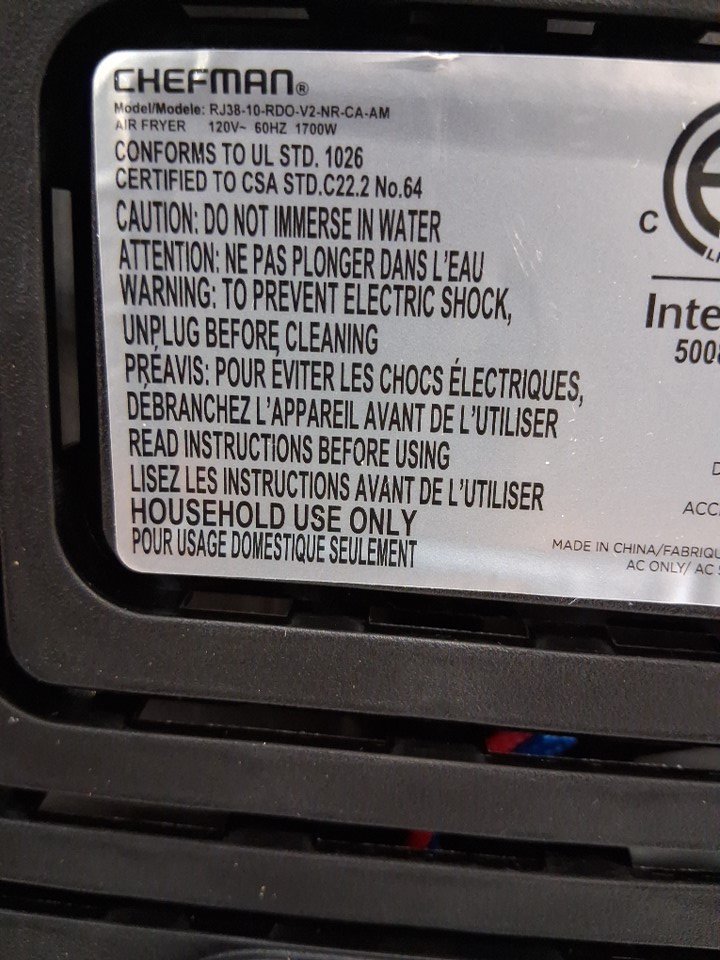 CHEFMAN®
Model/Modele: RJ38-10-RDO-V2-NR-CA-AM
AIR FRYER 120V~ 60HZ 1700W
CONFORMS TO UL STD. 1026
CERTIFIED TO CSA STD.C22.2 No.64
CAUTION: DO NOT IMMERSE IN WATER
ATTENTION: NE PAS PLONGER DANS L'EAU
WARNING: TO PREVENT ELECTRIC SHOCK,
UNPLUG BEFORE CLEANING
PRÉAVIS: POUR ÉVITER LES CHOCS ÉLECTRIQUES,
DÉBRANCHEZ L'APPAREIL AVANT DE L'UTILISER
READ INSTRUCTIONS BEFORE USING
LISEZ LES INSTRUCTIONS AVANT DE L'UTILISER
HOUSEHOLD USE ONLY
POUR USAGE DOMESTIQUE SEULEMENT
C
Inte
500
MADE IN CHINA/FABRIQU
AC ONLY/ AC